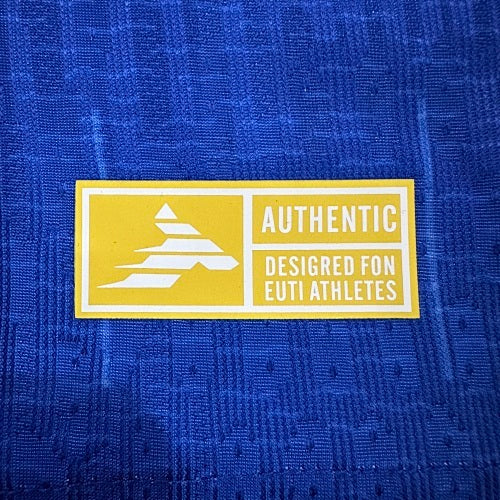 AUTHENTIC
DESIGRED FON
EUTI ATHLETES